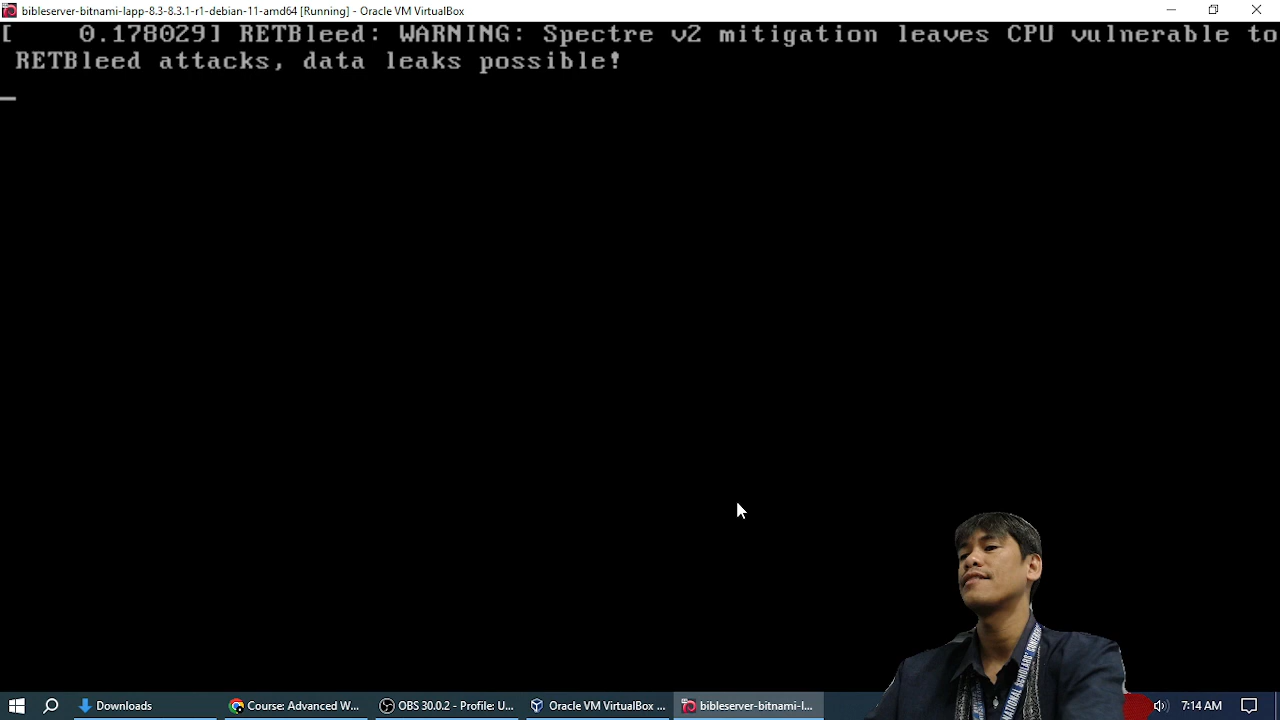 bibleserver-bitnami-lapp-8.3-8.3.1-r1-debian-11-amd64 [Running] - Oracle VM VirtualBox
[    0.178029] RETBleed: WARNING: Spectre v2 mitigation leaves CPU vulnerable to
RETBleed attacks, data leaks possible!
Downloads
Course: Advanced W...
OBS 30.0.2 - Profile: U...
Oracle VM VirtualBox ...
bibleserver-bitnami-l...
7:14 AM